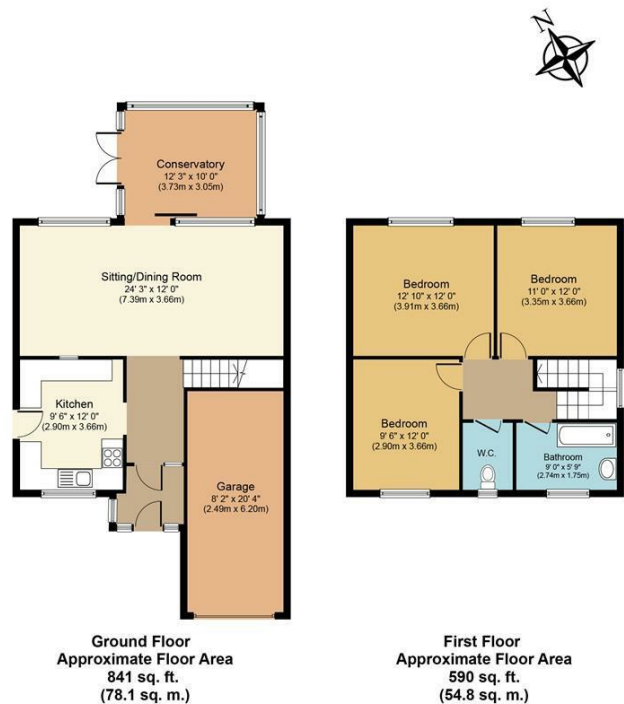 N
Conservatory
12' 3" x 10' 0"
(3.73m x 3.05m)
Sitting/Dining Room
24' 3" x 12' 0"
(7.39m x 3.66m)
Kitchen
9' 6" x 12' 0"
(2.90m x 3.66m)
Garage
8' 2" x 20' 4"
(2.49m x 6.20m)
Ground Floor
Approximate Floor Area
841 sq. ft.
(78.1 sq. m.)
Bedroom
12' 10" x 12' 0"
(3.91m x 3.66m)
Bedroom
11' 0" x 12' 0"
(3.35m x 3.66m)
Bedroom
9' 6" x 12' 0"
(2.90m x 3.66m)
W.C.
Bathroom
9' 0" x 5' 9"
(2.74m x 1.75m)
First Floor
Approximate Floor Area
590 sq. ft.
(54.8 sq. m.)